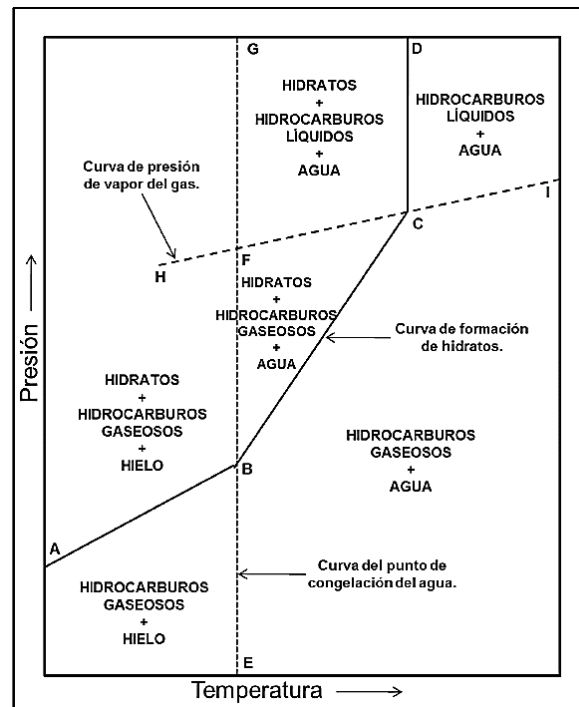 G
D
HIDRATOS
+
HIDROCARBUROS
LÍQUIDOS
+
AGUA
HIDROCARBUROS
LÍQUIDOS
+
AGUA
Curva de presión
de vapor del gas.
I
C
F
H
HIDRATOS
+
HIDROCARBUROS
GASEOSOS
+
AGUA
Curva de formación
de hidratos.
Presión
HIDRATOS
+
HIDROCARBUROS
GASEOSOS
+
HIELO
HIDROCARBUROS
GASEOSOS
+
AGUA
B
A
Curva del punto de
congelación del agua.
HIDROCARBUROS
GASEOSOS
+
HIELO
E
Temperatura